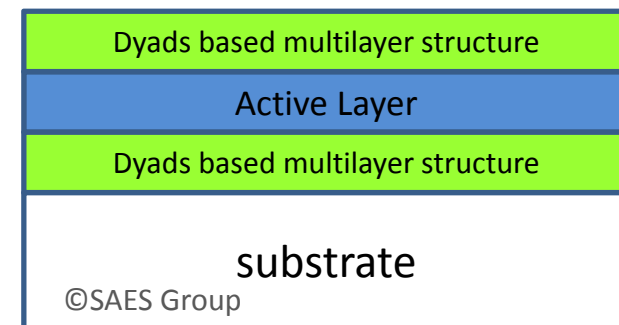 Dyads based multilayer structure
Active Layer
Dyads based multilayer structure
substrate
©SAES Group